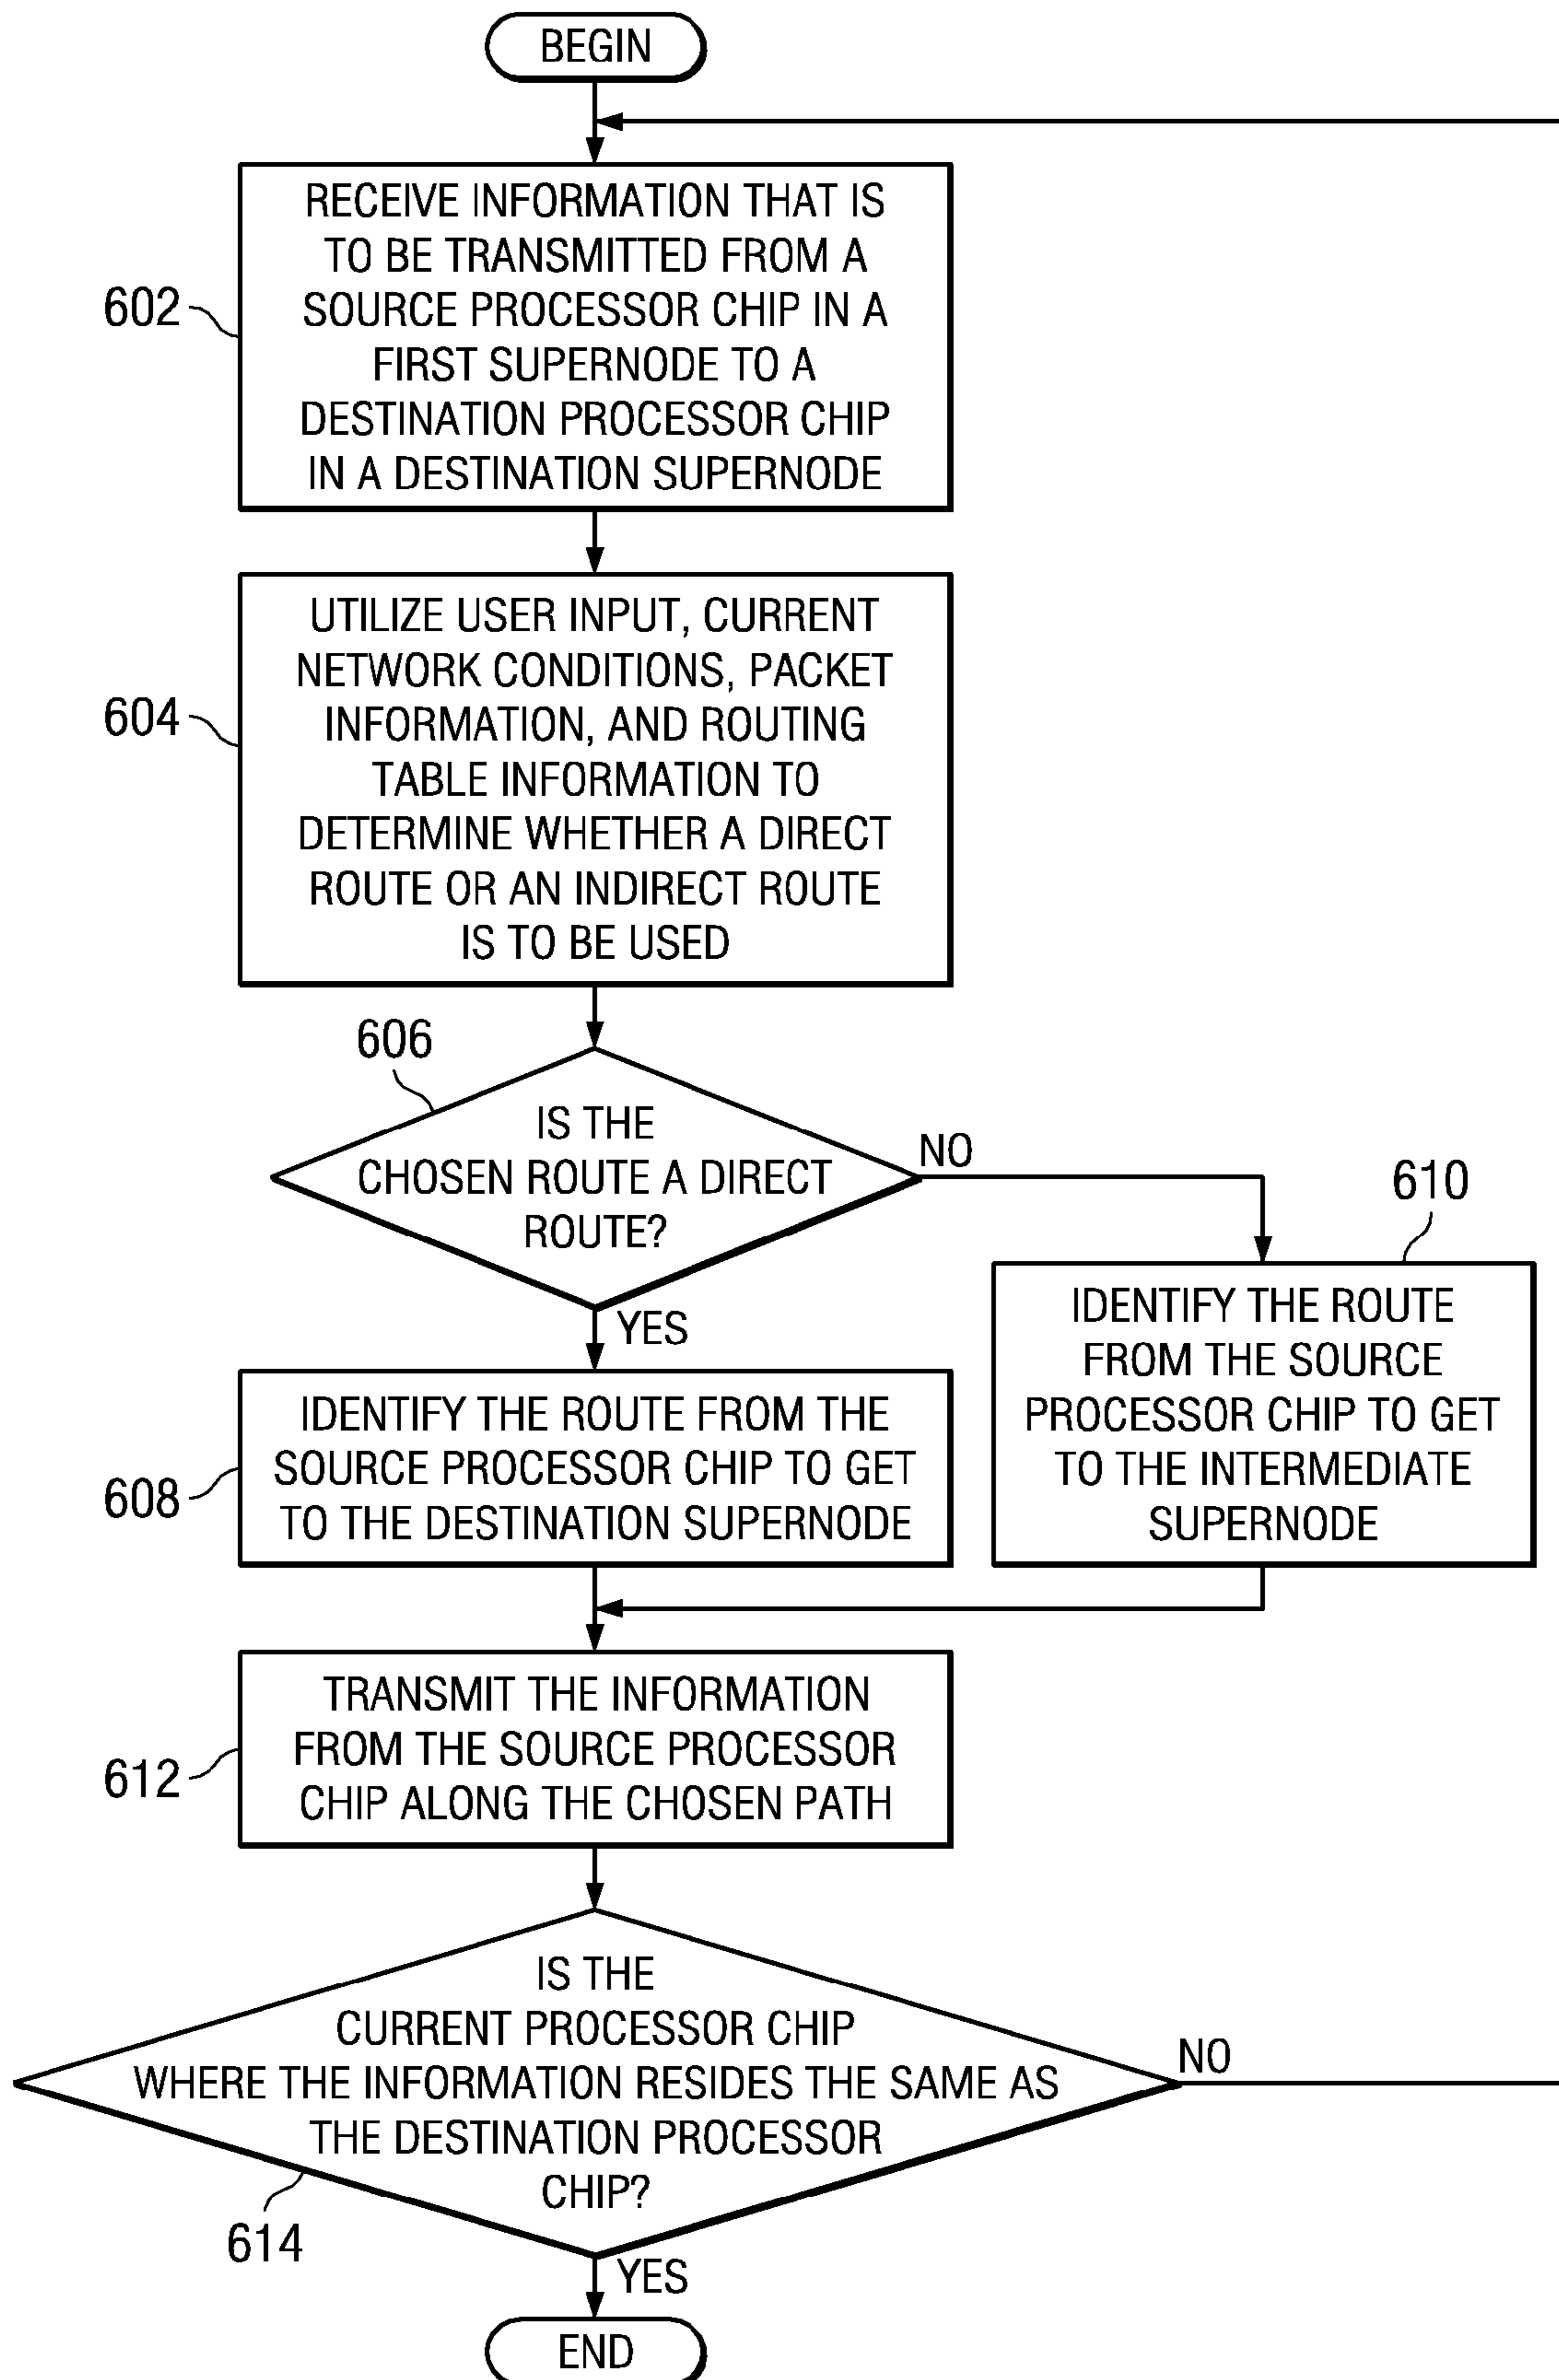 BEGIN
602
RECEIVE INFORMATION THAT IS
TO BE TRANSMITTED FROM A
SOURCE PROCESSOR CHIP IN A
FIRST SUPERNODE TO A
DESTINATION PROCESSOR CHIP
IN A DESTINATION SUPERNODE
604
UTILIZE USER INPUT, CURRENT
NETWORK CONDITIONS, PACKET
INFORMATION, AND ROUTING
TABLE INFORMATION TO
DETERMINE WHETHER A DIRECT
ROUTE OR AN INDIRECT ROUTE
IS TO BE USED
606
IS THE
CHOSEN ROUTE A DIRECT
ROUTE?
NO
YES
610
IDENTIFY THE ROUTE
FROM THE SOURCE
PROCESSOR CHIP TO GET
TO THE INTERMEDIATE
SUPERNODE
608
IDENTIFY THE ROUTE FROM THE
SOURCE PROCESSOR CHIP TO GET
TO THE DESTINATION SUPERNODE
612
TRANSMIT THE INFORMATION
FROM THE SOURCE PROCESSOR
CHIP ALONG THE CHOSEN PATH
IS THE
CURRENT PROCESSOR CHIP
WHERE THE INFORMATION RESIDES THE SAME AS
THE DESTINATION PROCESSOR
CHIP?
NO
614
YES
END